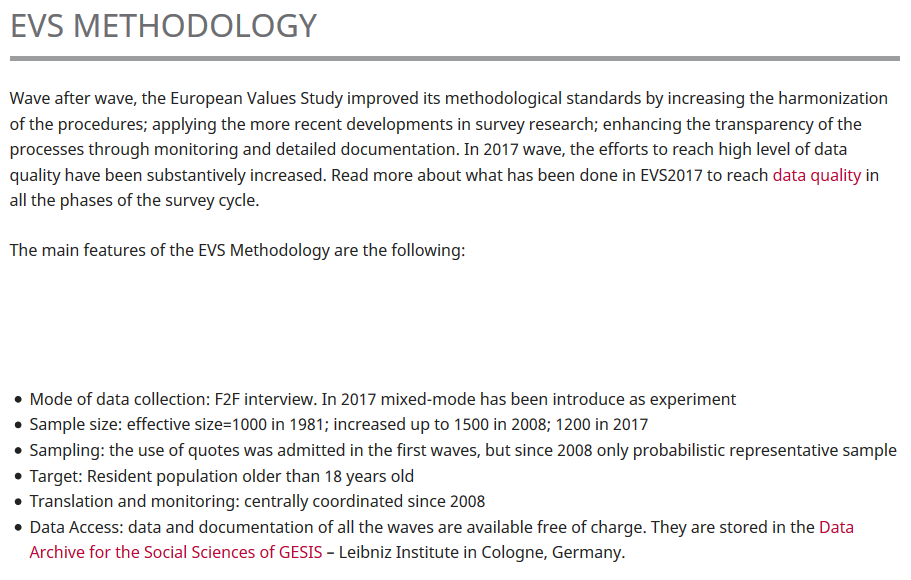 EVS METHODOLOGY
Wave after wave, the European Values Study improved its methodological standards by increasing the harmonization
of the procedures; applying the more recent developments in survey research; enhancing the transparency of the
processes through monitoring and detailed documentation. In 2017 wave, the efforts to reach high level of data
quality have been substantively increased. Read more about what has been done in EVS2017 to reach data quality in
all the phases of the survey cycle.
The main features of the EVS Methodology are the following:
• Mode of data collection: F2F interview. In 2017 mixed-mode has been introduce as experiment
• Sample size: effective size=1000 in 1981; increased up to 1500 in 2008; 1200 in 2017
• Sampling: the use of quotes was admitted in the first waves, but since 2008 only probabilistic representative sample
• Target: Resident population older than 18 years old
• Translation and monitoring: centrally coordinated since 2008
• Data Access: data and documentation of all the waves are available free of charge. They are stored in the Data
Archive for the Social Sciences of GESIS – Leibniz Institute in Cologne, Germany.